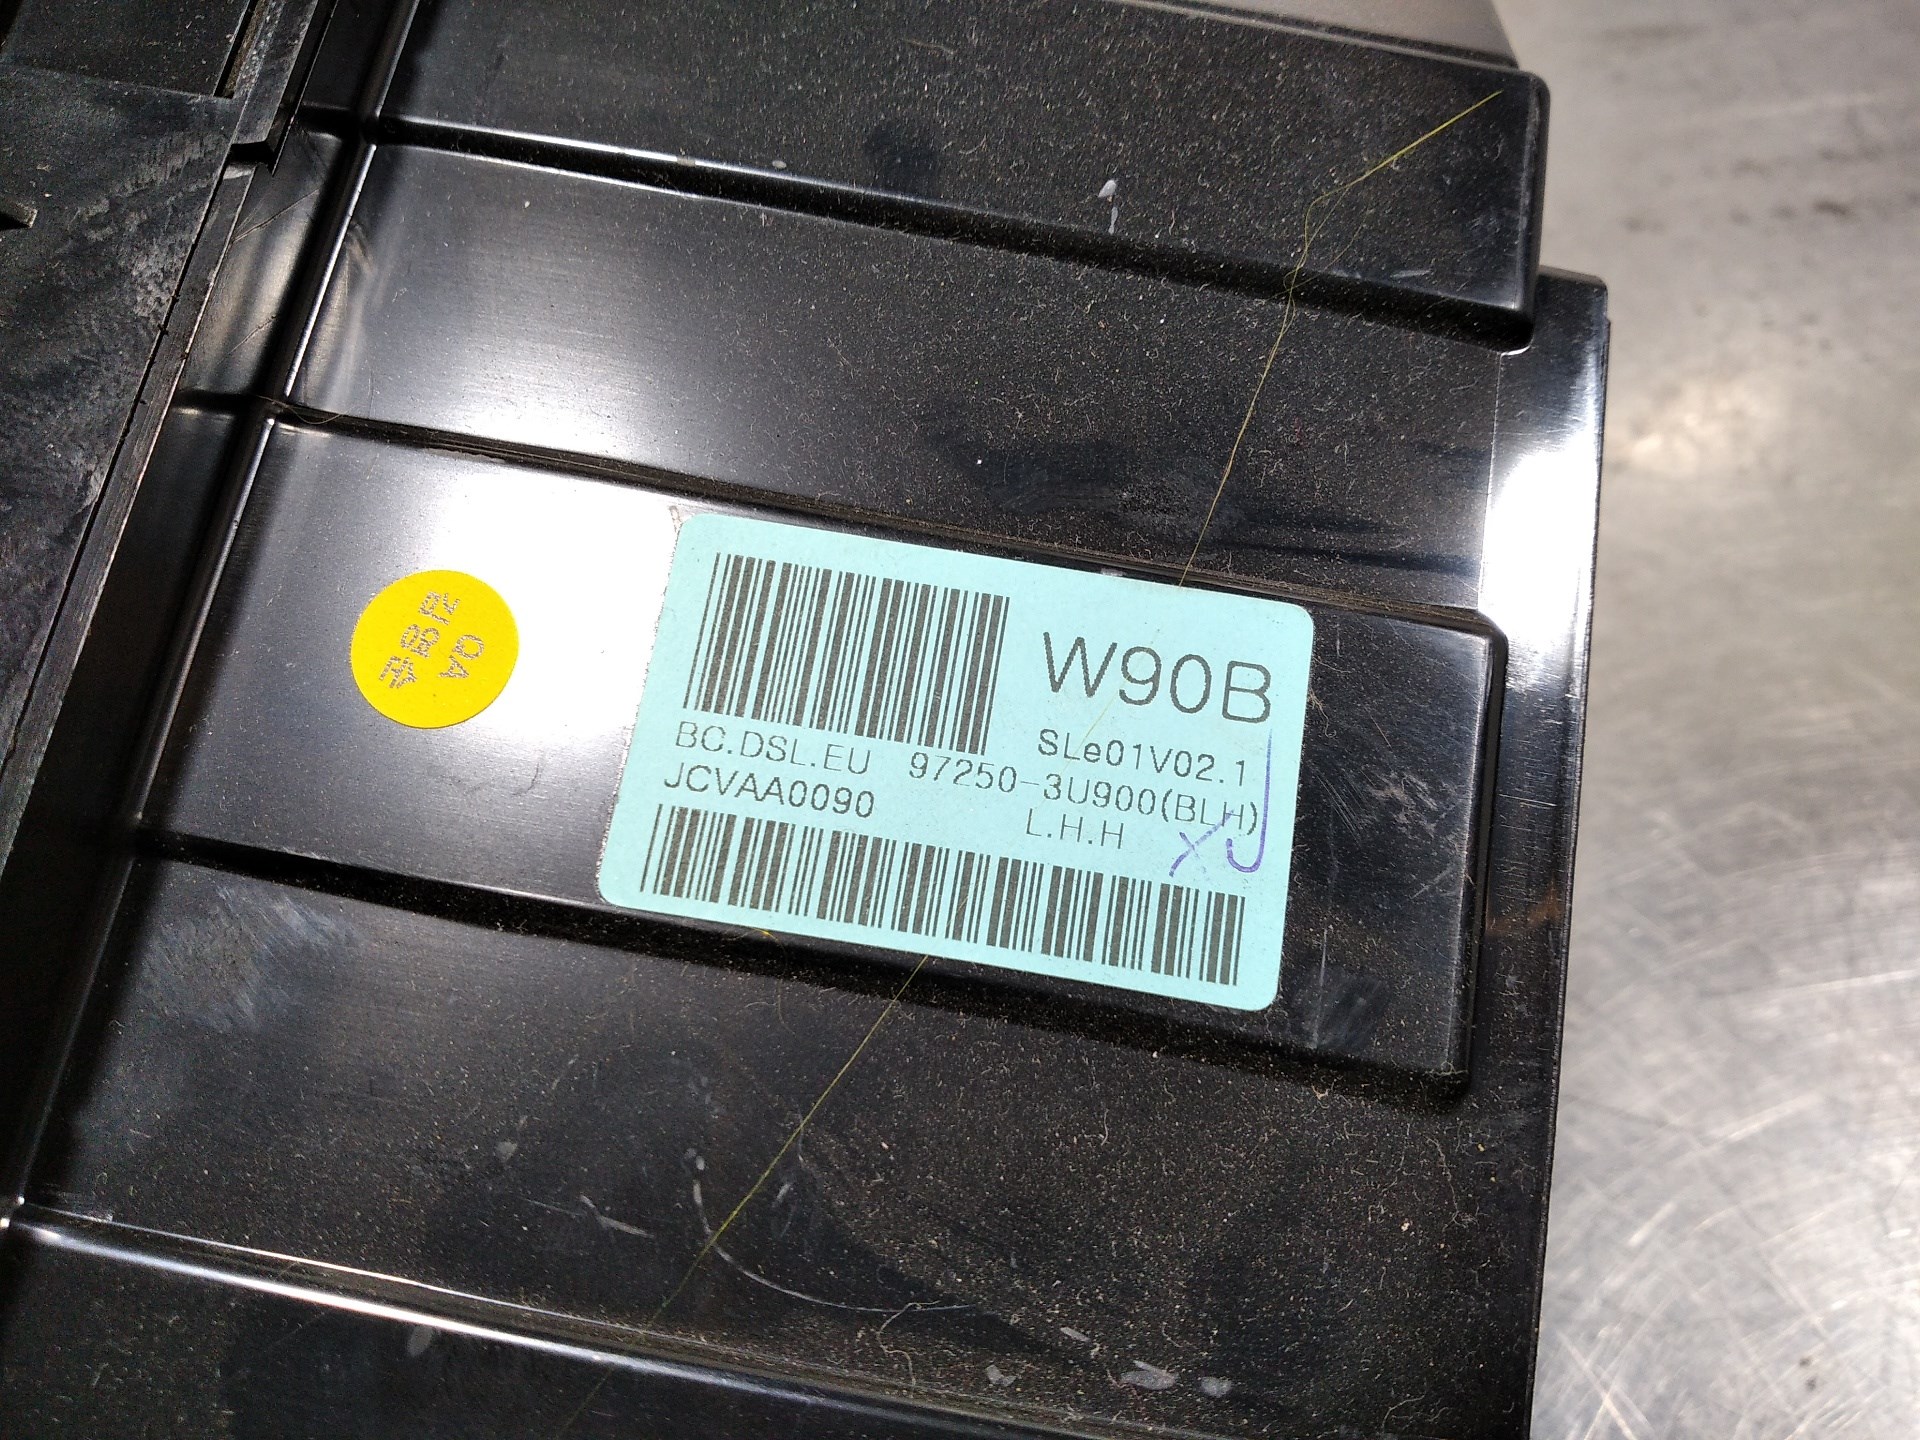 W90B
SLe01V02.1
BC.DSL.EU 97250-3U900(BLH)
JCVAA0090
L.H.H
QA